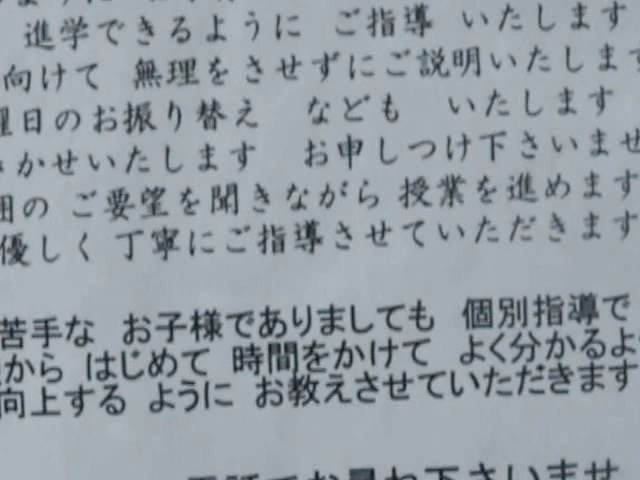 進学できるように ご指導 いたします
向けて 無理をさせずにご説明いたします
曜日のお振り替え なども いたします
かせいたします お申しつけ下さいませ
ご要望を聞きながら 授業を進めます
優しく 丁寧にご指導させていただきます
苦手な お子様でありましても 個別指導で
から はじめて 時間をかけて よく分かるよ
向上する ように お教えさせていただきます
下さいませ